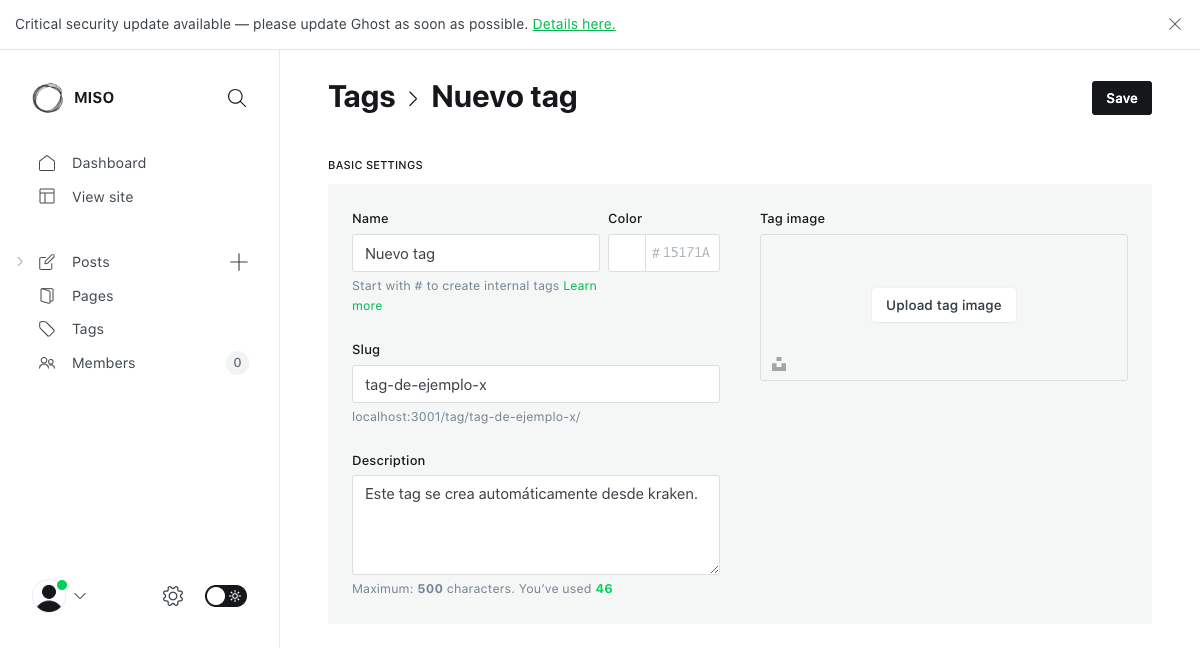 Critical security update available — please update Ghost as soon as possible. Details here.
MISO
Dashboard
View site
Posts
Pages
Tags
Members 0
Tags > Nuevo tag
Save
BASIC SETTINGS
Name
Nuevo tag
Start with # to create internal tags Learn
more
Color
# 15171A
Slug
tag-de-ejemplo-x
localhost:3001/tag/tag-de-ejemplo-x/
Description
Este tag se crea automáticamente desde kraken.
Maximum: 500 characters. You’ve used 46
Tag image
Upload tag image